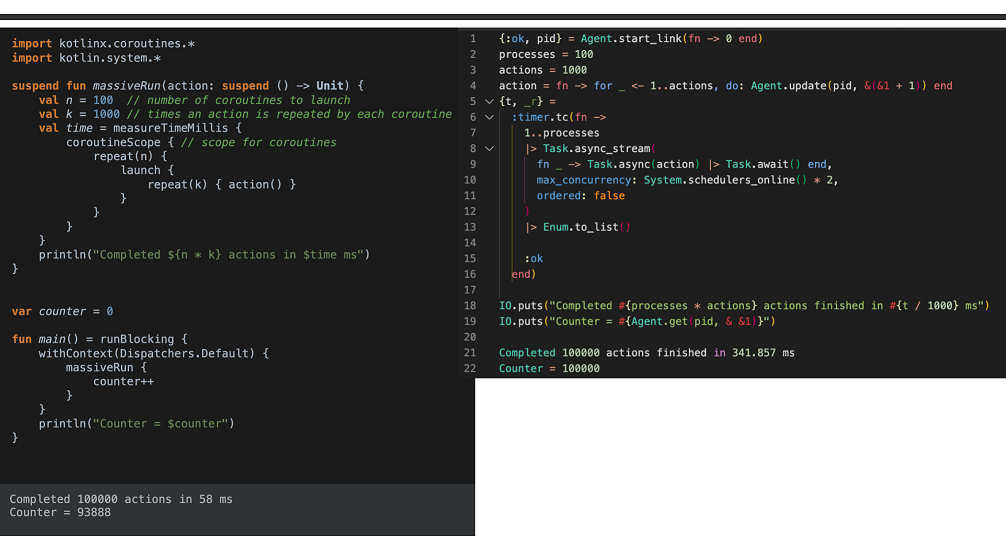 import kotlinx.coroutines.*
import kotlin.system.*
suspend fun massiveRun(action: suspend () -> Unit) {
    val n = 100  // number of coroutines to launch
    val k = 1000 // times an action is repeated by each coroutine
    val time = measureTimeMillis {
        coroutineScope { // scope for coroutines
            repeat(n) {
                launch {
                    repeat(k) { action() }
                }
            }
        }
    }
    println("Completed ${n * k} actions in $time ms")
}
var counter = 0
fun main() = runBlocking {
    withContext(Dispatchers.Default) {
        massiveRun {
            counter++
        }
    }
    println("Counter = $counter")
}
Completed 100000 actions in 58 ms
Counter = 93888
1 {:ok, pid} = Agent.start_link(fn -> 0 end)
2 processes = 100
3 actions = 1000
4 action = fn -> for _ <- 1..actions, do: Agent.update(pid, &(&1 + 1)) end
5 {t, _r} =
6   :timer.tc(fn ->
7     1..processes
8     |> Task.async_stream(
9       fn _ -> Task.async(action) |> Task.await() end,
10       max_concurrency: System.schedulers_online() * 2,
11       ordered: false
12     )
13     |> Enum.to_list()
14
15     :ok
16   end)
17
18 IO.puts("Completed #{processes * actions} actions finished in #{t / 1000} ms")
19 IO.puts("Counter = #{Agent.get(pid, & &1)}")
20
21 Completed 100000 actions finished in 341.857 ms
22 Counter = 100000